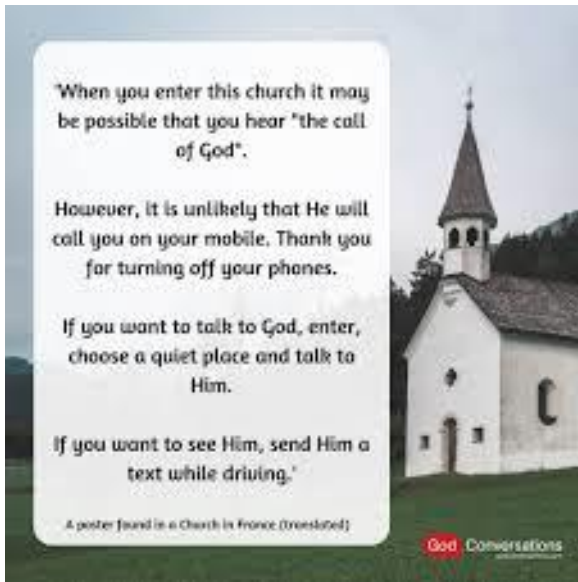 'When you enter this church it may
be possible that you hear "the call
of God".
However, it is unlikely that He will
call you on your mobile. Thank you
for turning off your phones.
If you want to talk to God, enter,
choose a quiet place and talk to
Him.
If you want to see Him, send Him a
text while driving.'
A poster found in a Church in France (translated)
God Conversations